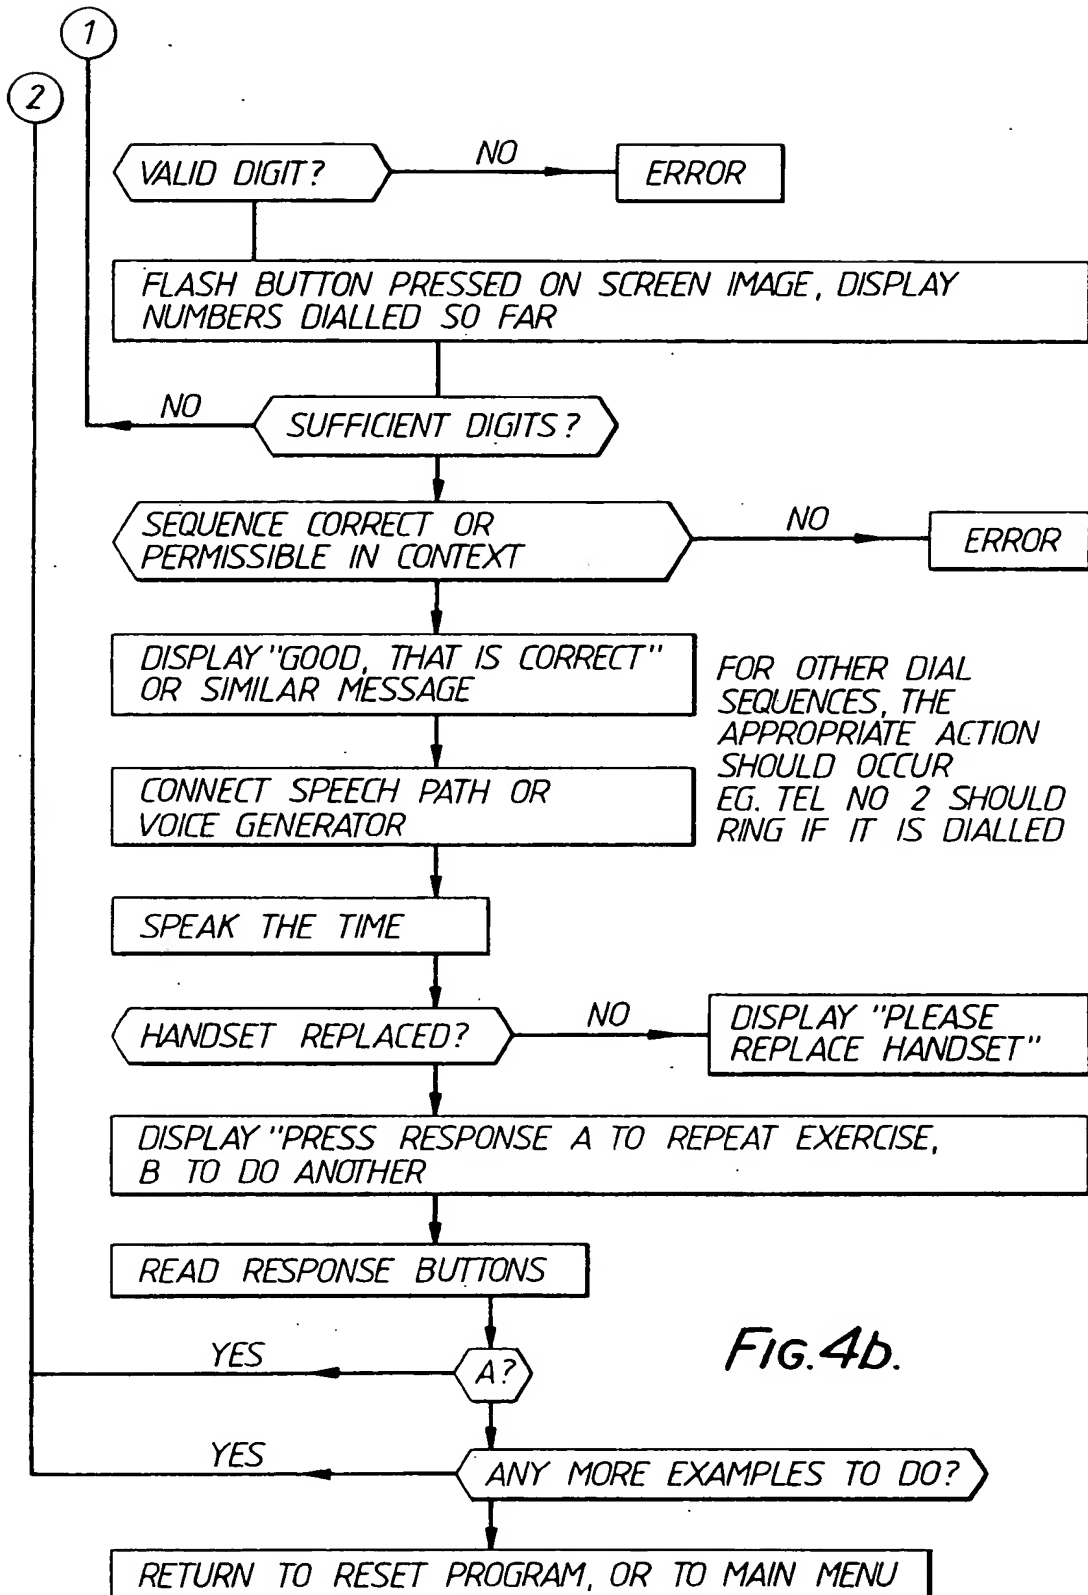 1
2
VALID DIGIT?
NO
ERROR
FLASH BUTTON PRESSED ON SCREEN IMAGE, DISPLAY
NUMBERS DIALLED SO FAR
NO
SUFFICIENT DIGITS?
SEQUENCE CORRECT OR
PERMISSIBLE IN CONTEXT
NO
ERROR
DISPLAY "GOOD, THAT IS CORRECT"
OR SIMILAR MESSAGE
FOR OTHER DIAL
SEQUENCES, THE
APPROPRIATE ACTION
SHOULD OCCUR
EG. TEL NO 2 SHOULD
RING IF IT IS DIALLED
CONNECT SPEECH PATH OR
VOICE GENERATOR
SPEAK THE TIME
HANDSET REPLACED?
NO
DISPLAY "PLEASE
REPLACE HANDSET"
DISPLAY "PRESS RESPONSE A TO REPEAT EXERCISE,
B TO DO ANOTHER
READ RESPONSE BUTTONS
YES
A?
FIG.4b.
YES
ANY MORE EXAMPLES TO DO?
RETURN TO RESET PROGRAM, OR TO MAIN MENU